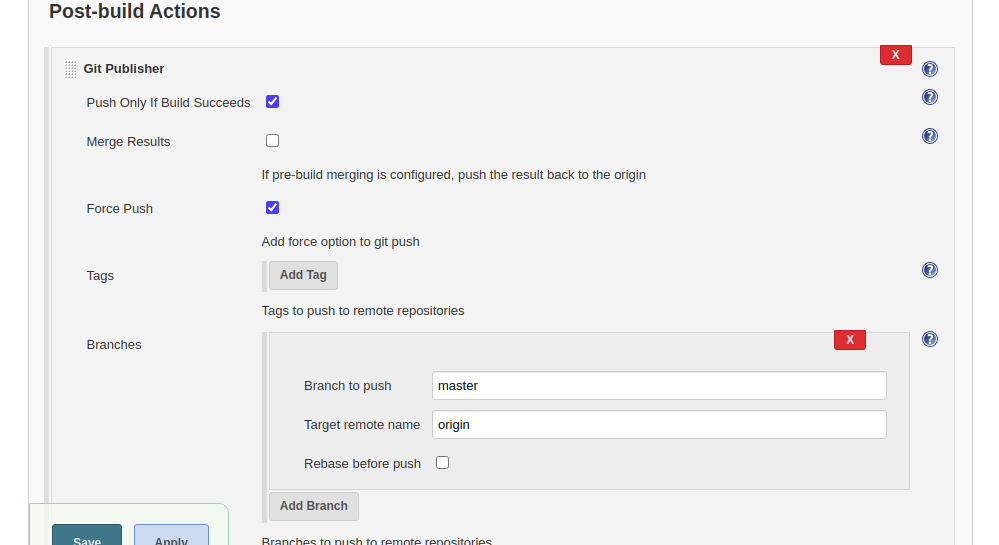 Post-build Actions
X
Git Publisher
?
Push Only If Build Succeeds
?
Merge Results
?
If pre-build merging is configured, push the result back to the origin
Force Push
Add force option to git push
Tags
Add Tag
?
Tags to push to remote repositories
Branches
X
?
Branch to push
master
Target remote name
origin
Rebase before push
Add Branch
Save
Apply
Branches to push to remote repositories